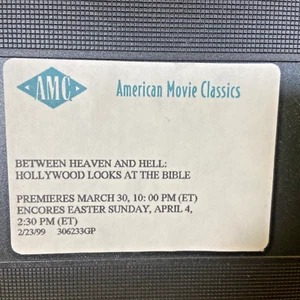 AMC
American Movie Classics
BETWEEN HEAVEN AND HELL:
HOLLYWOOD LOOKS AT THE BIBLE
PREMIERES MARCH 30, 10: 00 PM (ET)
ENCORES EASTER SUNDAY, APRIL 4,
2:30 PM (ET)
2/23/99 306233GP